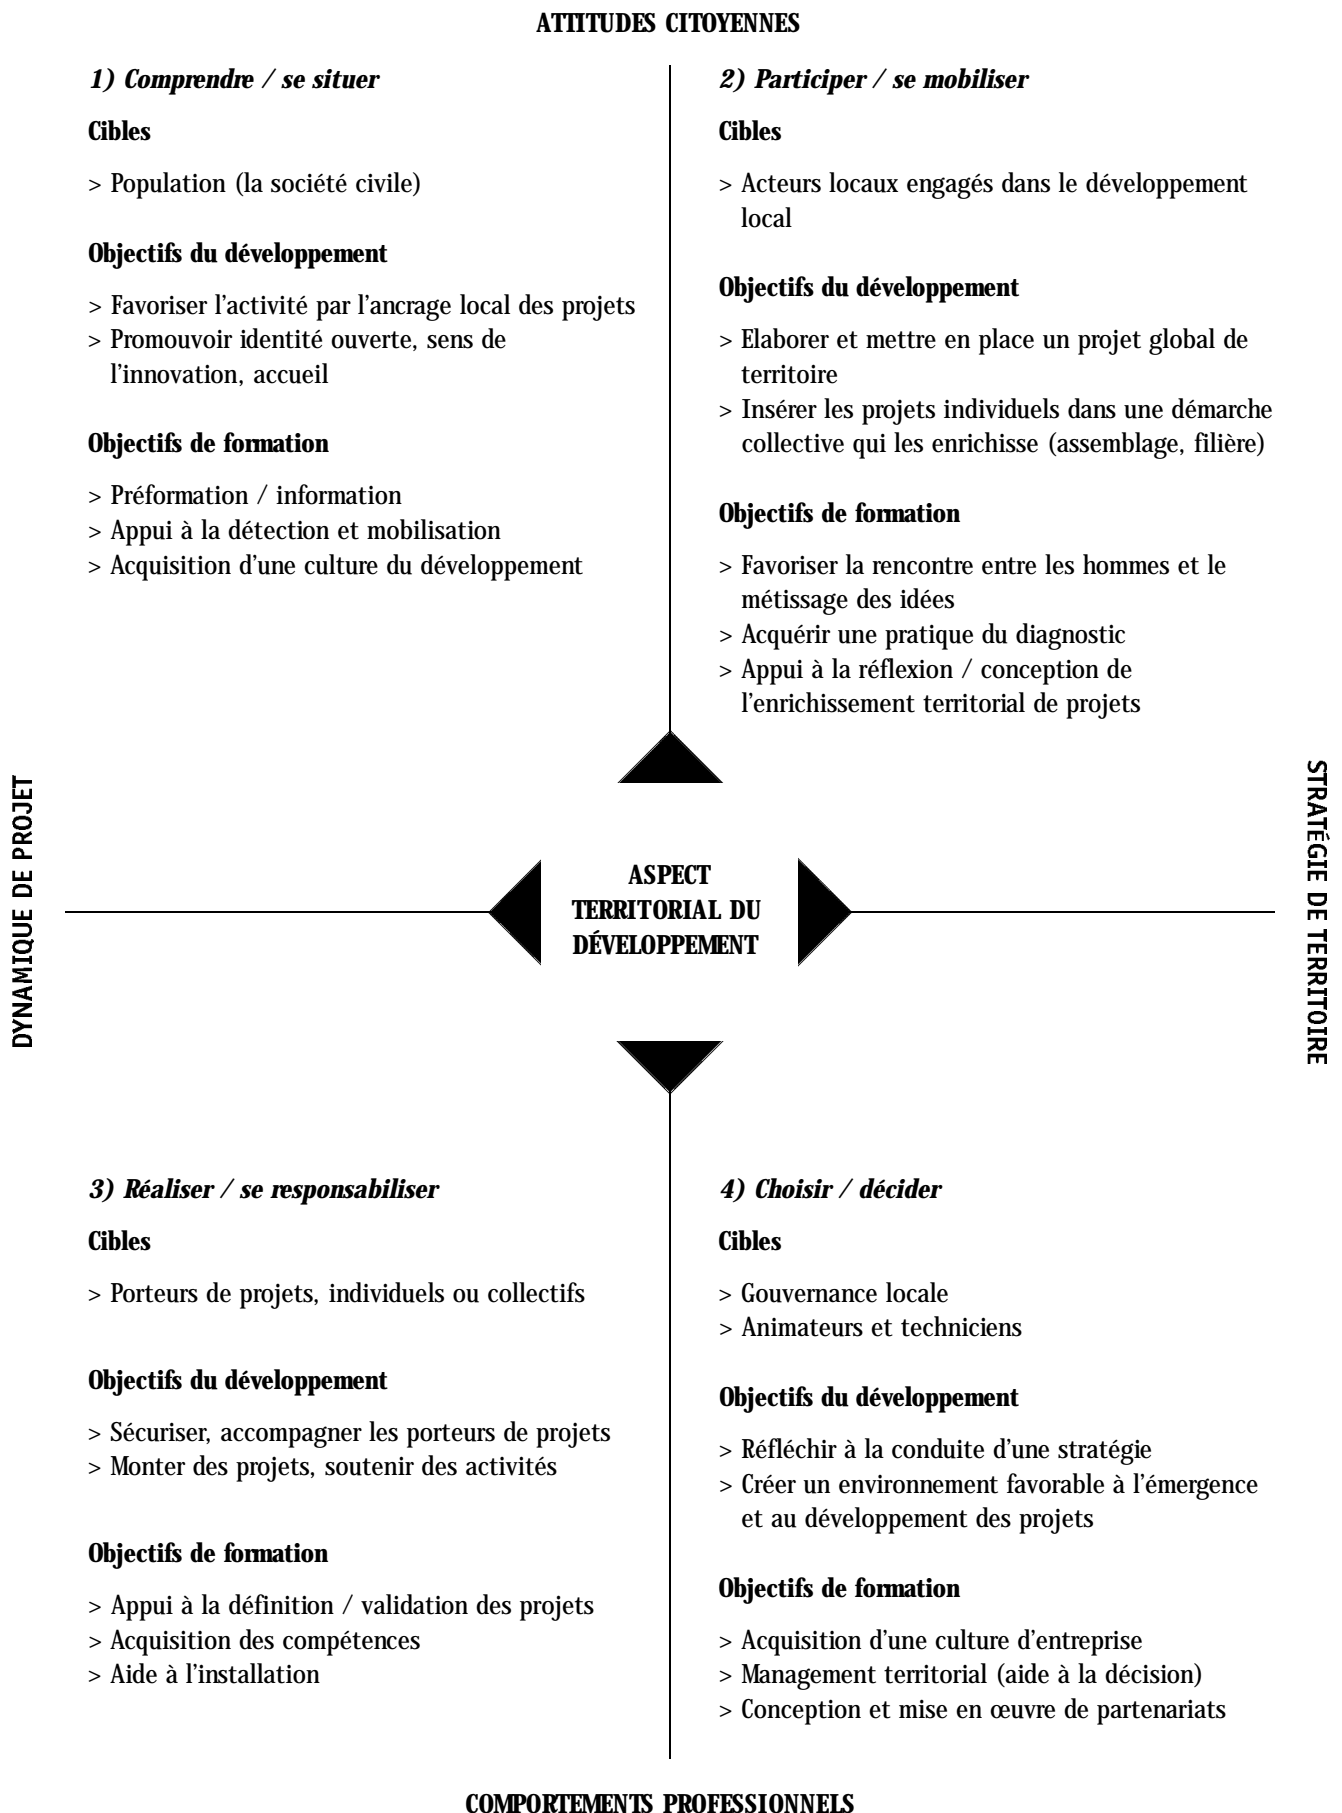 ATTITUDES CITOYENNES
1) Comprendre / se situer
Cibles
> Population (la société civile)
Objectifs du développement
> Favoriser l'activité par l'ancrage local des projets
> Promouvoir identité ouverte, sens de
l'innovation, accueil
Objectifs de formation
> Préformation / information
> Appui à la détection et mobilisation
> Acquisition d'une culture du développement
2) Participer / se mobiliser
Cibles
> Acteurs locaux engagés dans le développement
local
Objectifs du développement
> Elaborer et mettre en place un projet global de
territoire
> Insérer les projets individuels dans une démarche
collective qui les enrichisse (assemblage, filière)
Objectifs de formation
> Favoriser la rencontre entre les hommes et le
métissage des idées
> Acquérir une pratique du diagnostic
> Appui à la réflexion / conception de
l'enrichissement territorial de projets
DYNAMIQUE DE PROJET
ASPECT
TERRITORIAL DU
DÉVELOPPEMENT
STRATÉGIE DE TERRITOIRE
3) Réaliser / se responsabiliser
Cibles
> Porteurs de projets, individuels ou collectifs
Objectifs du développement
> Sécuriser, accompagner les porteurs de projets
> Monter des projets, soutenir des activités
Objectifs de formation
> Appui à la définition / validation des projets
> Acquisition des compétences
> Aide à l'installation
4) Choisir / décider
Cibles
> Gouvernance locale
> Animateurs et techniciens
Objectifs du développement
> Réfléchir à la conduite d'une stratégie
> Créer un environnement favorable à l'émergence
et au développement des projets
Objectifs de formation
> Acquisition d'une culture d'entreprise
> Management territorial (aide à la décision)
> Conception et mise en œuvre de partenariats
COMPORTEMENTS PROFESSIONNELS